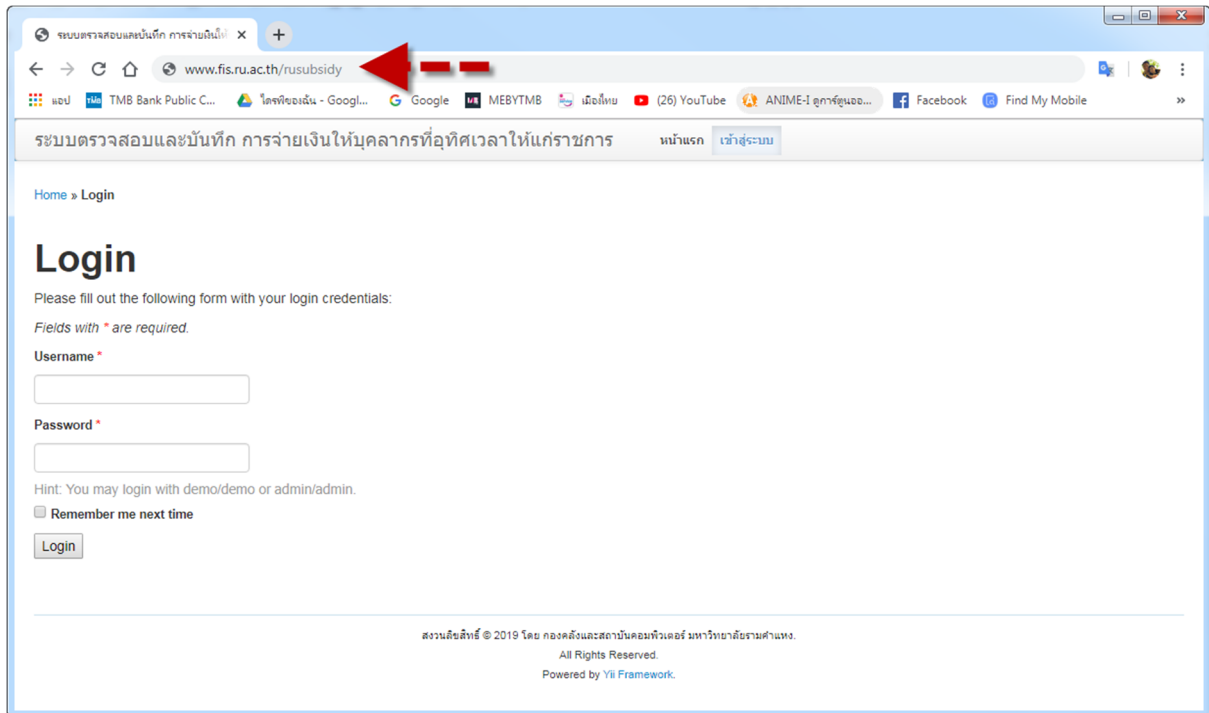 ระบบตรวจสอบและบันทึก การจ่ายเงินให้
www.fis.ru.ac.th/rusubsidy
แอป TMB Bank Public C... ไดรฟ์ของฉัน - Googl... Google MEBYTMB เมืองไทย (26) YouTube ANIME-I ดูการ์ตูนออ... Facebook Find My Mobile »
ระบบตรวจสอบและบันทึก การจ่ายเงินให้บุคลากรที่อุทิศเวลาให้แก่ราชการ หน้าแรก เข้าสู่ระบบ
Home » Login
Login
Please fill out the following form with your login credentials:
Fields with * are required.
Username *
Password *
Hint: You may login with demo/demo or admin/admin.
Remember me next time
Login
สงวนลิขสิทธิ์ © 2019 โดย กองคลังและสถาบันคอมพิวเตอร์ มหาวิทยาลัยรามคำแหง.
All Rights Reserved.
Powered by Yii Framework.